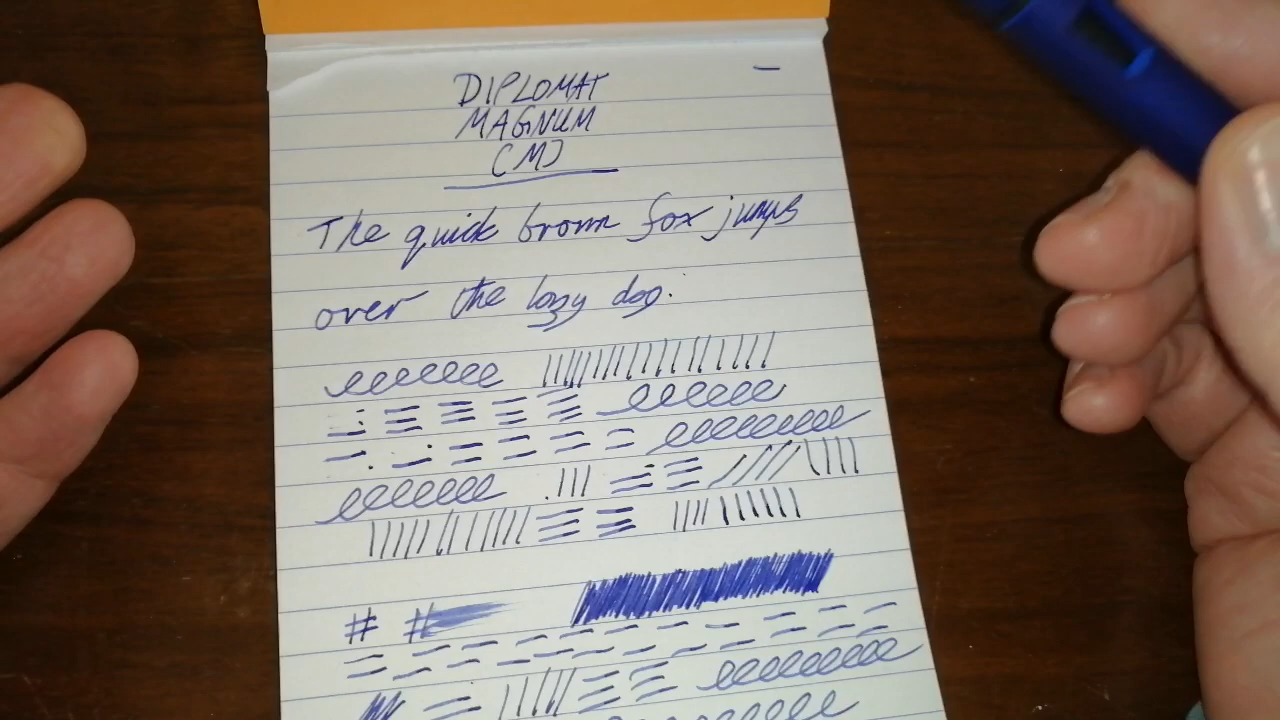 DIPLOMAT
MAGNUM
(M)
The quick brown fox jumps
over the lazy dog.
# #